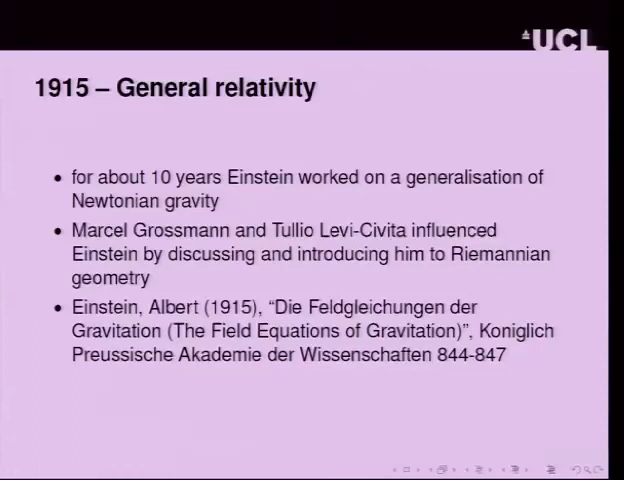 UCL
1915 – General relativity
• for about 10 years Einstein worked on a generalisation of
Newtonian gravity
• Marcel Grossmann and Tullio Levi-Civita influenced
Einstein by discussing and introducing him to Riemannian
geometry
• Einstein, Albert (1915), “Die Feldgleichungen der
Gravitation (The Field Equations of Gravitation)”, Koniglich
Preussische Akademie der Wissenschaften 844-847